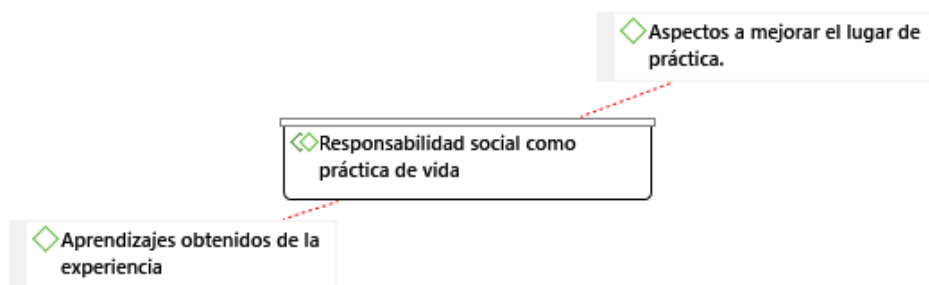 Aspectos a mejorar el lugar de
práctica.
Responsabilidad social como
práctica de vida
Aprendizajes obtenidos de la
experiencia